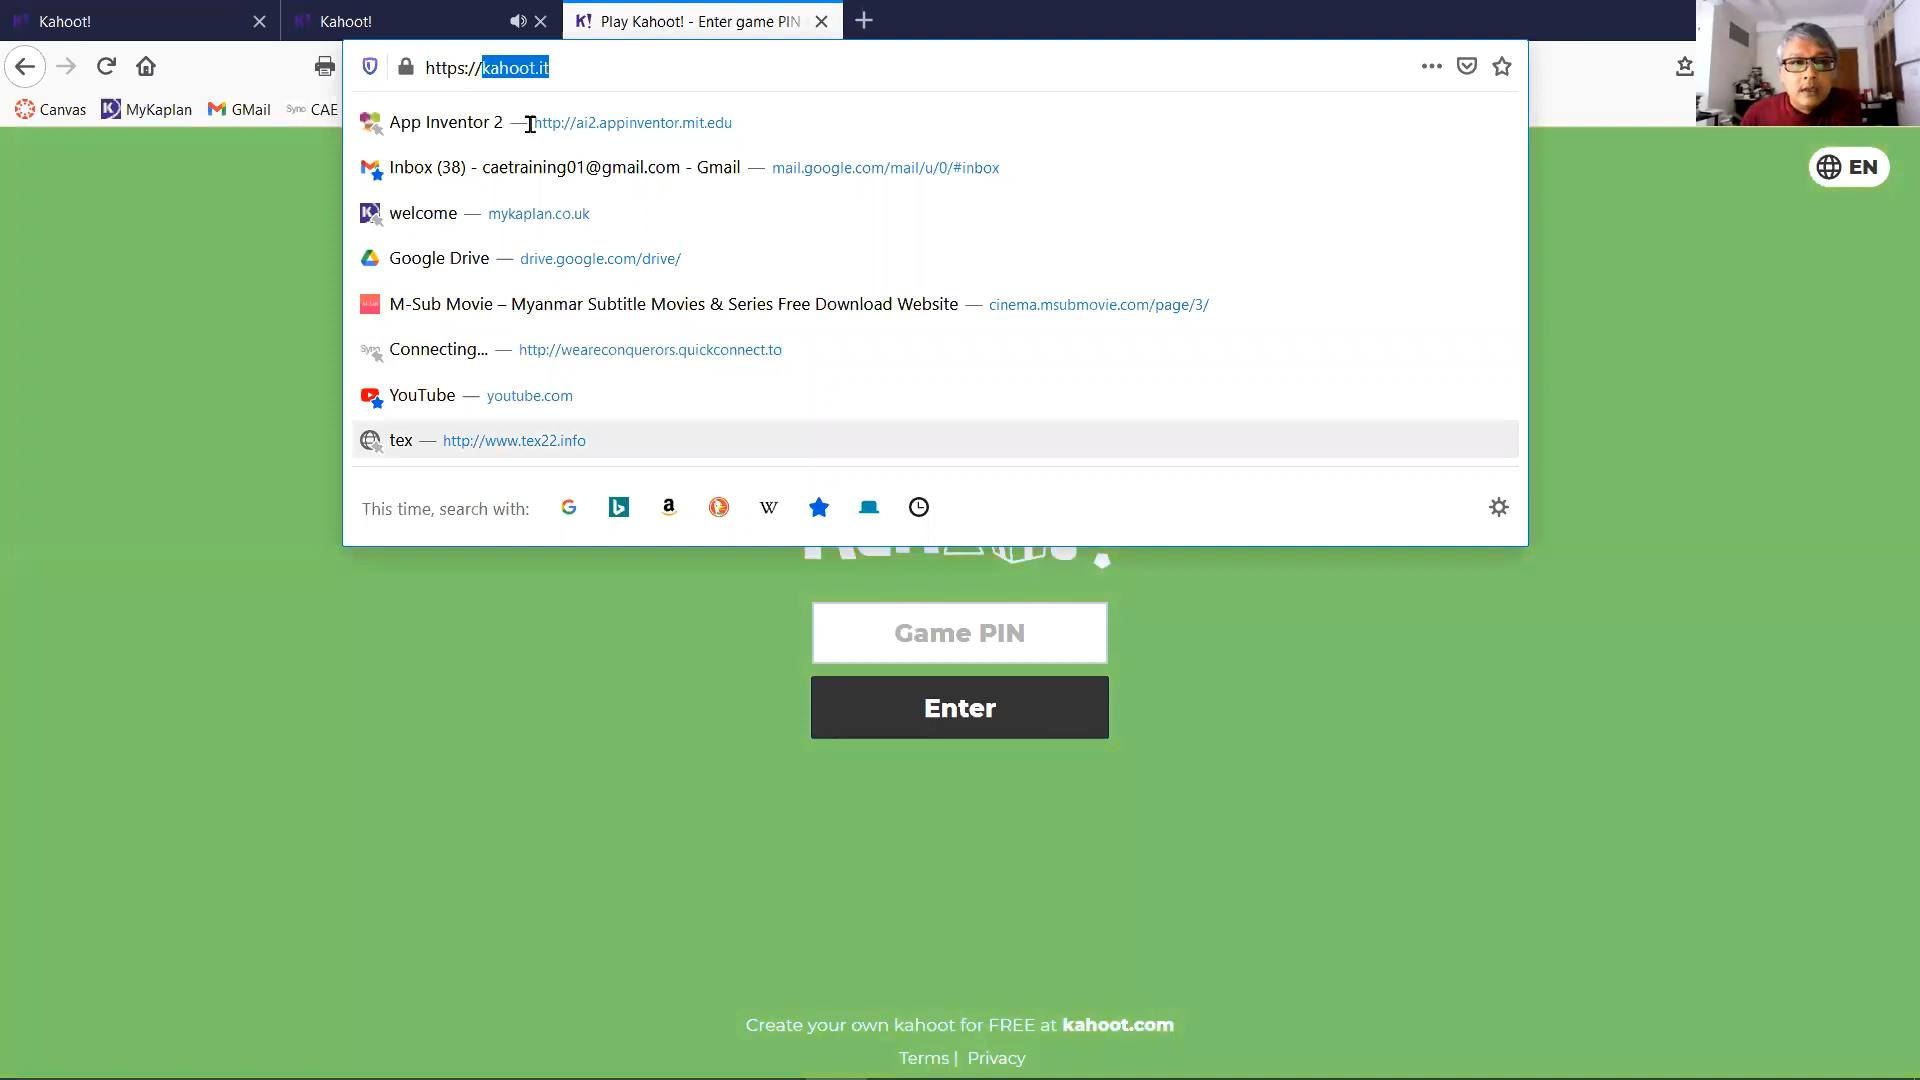 Kahoot!
Kahoot!
K! Play Kahoot! - Enter game PIN
https://kahoot.it
Canvas MyKaplan GMail Syno CAE
App Inventor 2 — http://ai2.appinventor.mit.edu
Inbox (38) - caetraining01@gmail.com - Gmail — mail.google.com/mail/u/0/#inbox
welcome — mykaplan.co.uk
Google Drive — drive.google.com/drive/
M-Sub Movie – Myanmar Subtitle Movies & Series Free Download Website — cinema.msubmovie.com/page/3/
Connecting... — http://weareconquerors.quickconnect.to
YouTube — youtube.com
tex — http://www.tex22.info
This time, search with:
EN
Game PIN
Enter
Create your own kahoot for FREE at kahoot.com
Terms | Privacy